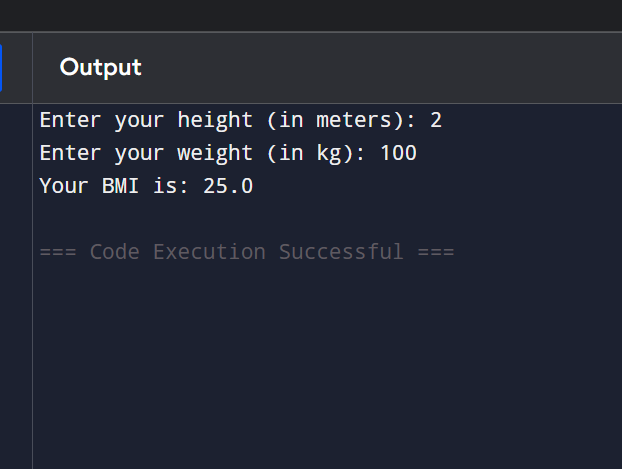 Output
Enter your height (in meters): 2
Enter your weight (in kg): 100
Your BMI is: 25.0
=== Code Execution Successful ===